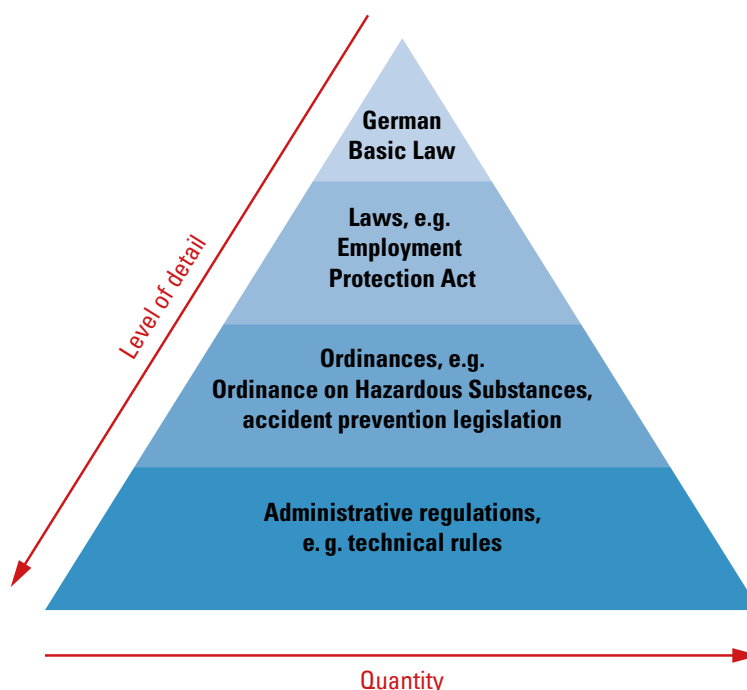 German
Basic Law
Laws, e.g.
Employment
Protection Act
Level of detail
Ordinances, e.g.
Ordinance on Hazardous Substances,
accident prevention legislation
Administrative regulations,
e. g. technical rules
Quantity